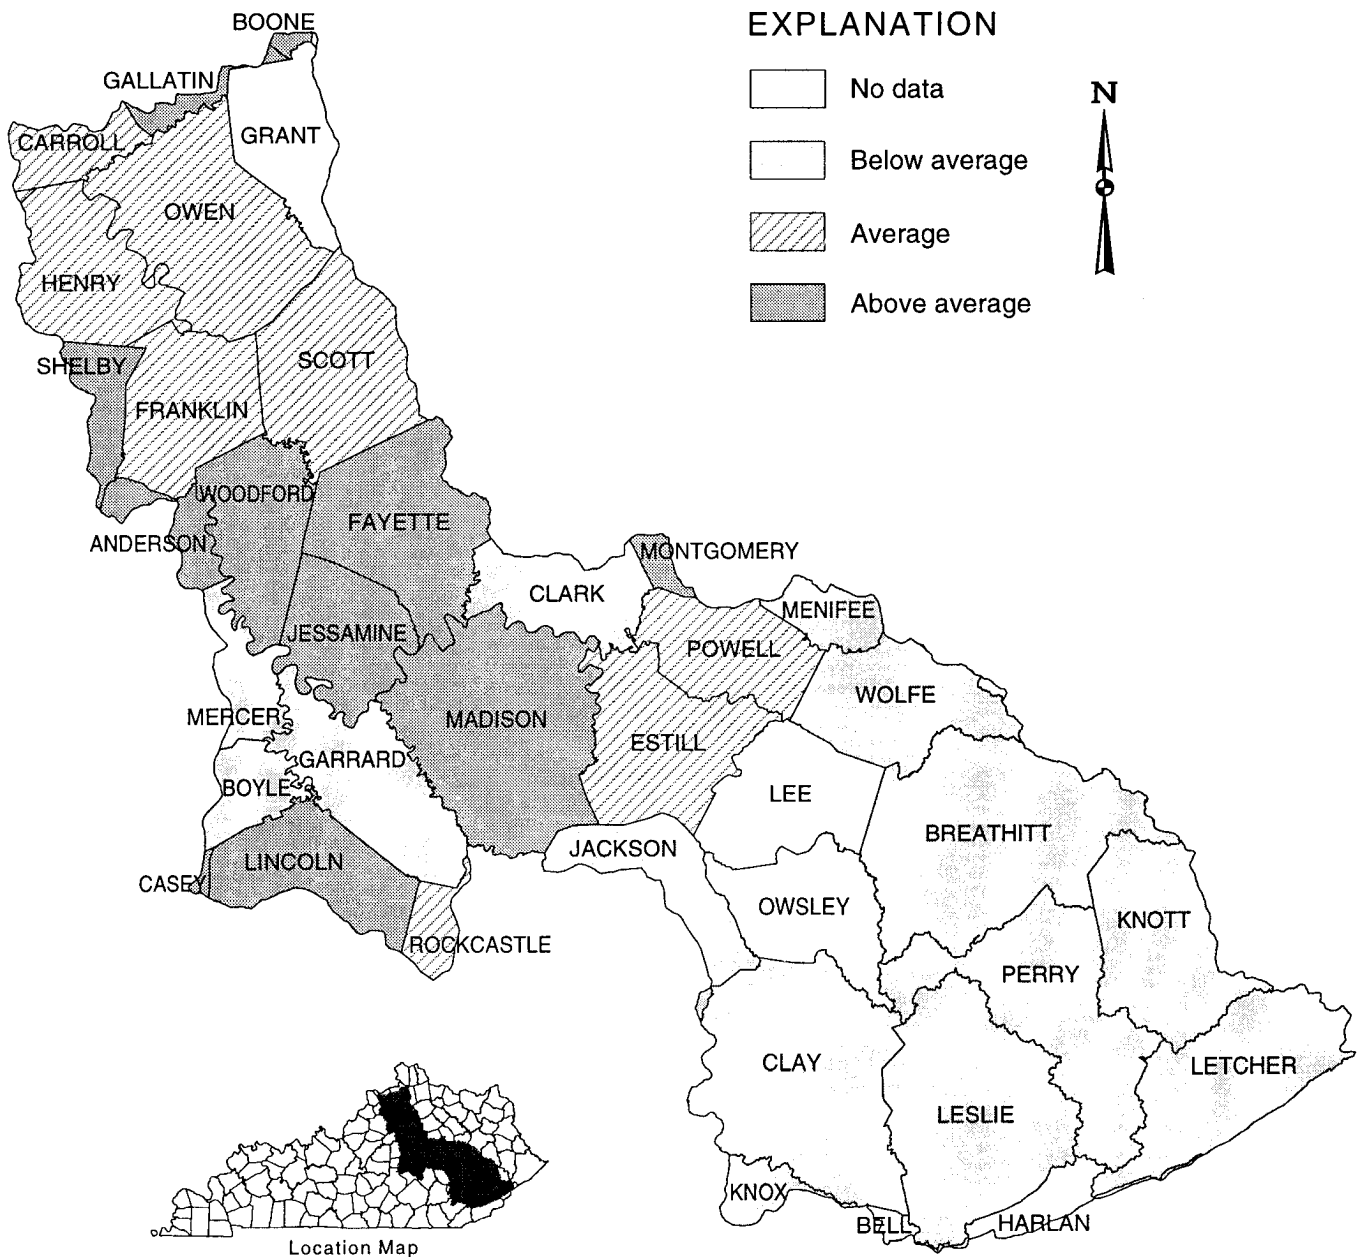 BOONE
EXPLANATION
GALLATIN
No data
N
CARROLL
GRANT
Below average
OWEN
Average
HENRY
Above average
SHELBY
SCOTT
FRANKLIN
WOODFORD
FAYETTE
ANDERSON
MONTGOMERY
CLARK
MENIFEE
JESSAMINE
POWELL
WOLFE
MERCER
MADISON
ESTILL
GARRARD
BOYLE
LEE
BREATHITT
JACKSON
LINCOLN
CASEY
OWSLEY
KNOTT
ROCKCASTLE
PERRY
CLAY
LETCHER
LESLIE
KNOX
BELL
HARLAN
Location Map